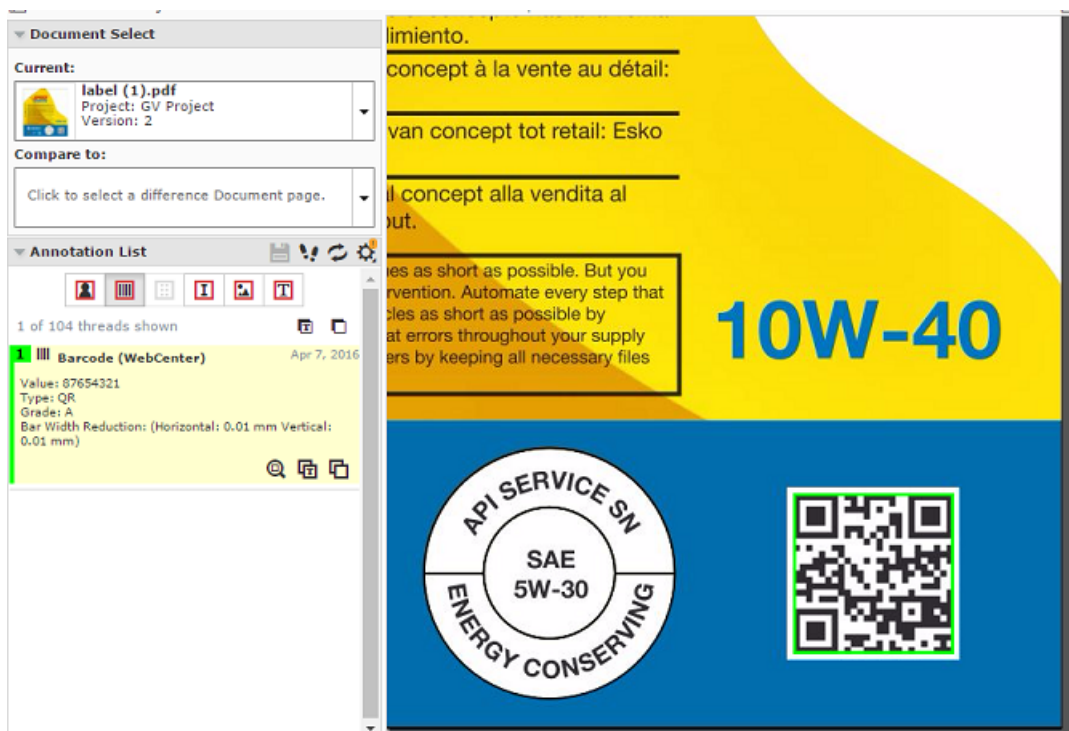 Document Select
Current:
label (1).pdf
Project: GV Project
Version: 2
Compare to:
Click to select a difference Document page.
Annotation List
1 of 104 threads shown
1 Barcode (WebCenter) Apr 7, 2016
Value: 87654321
Type: QR
Grade: A
Bar Width Reduction: (Horizontal: 0.01 mm Vertical:
0.01 mm)
limiento.
concept à la vente au détail:
van concept tot retail: Esko
concept alla vendita al
out.
as short as possible. But you
rvention. Automate every step that
cles as short as possible by
at errors throughout your supply
ers by keeping all necessary files
10W-40
API SERVICE SN
SAE
5W-30
ENERGY CONSERVING